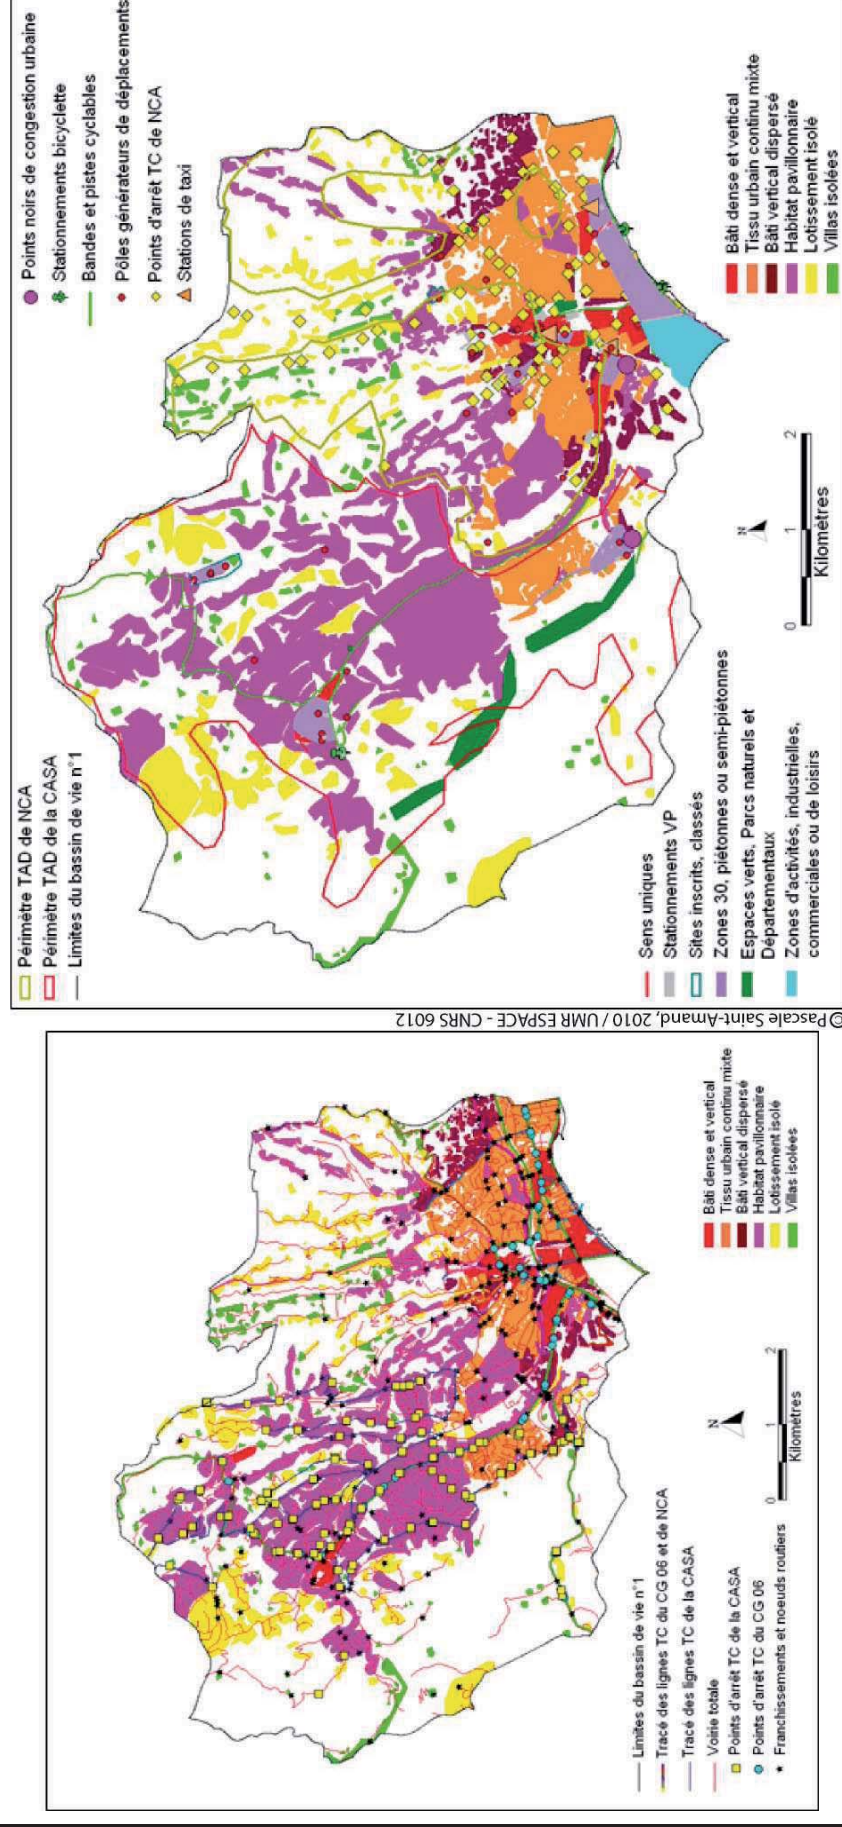 Points noirs de congestion urbaine
Stationnements bicyclette
Bandes et pistes cyclables
Pôles générateurs de déplacements
Points d'arrêt TC de NCA
Stations de taxi
Périmètre TAD de NCA
Périmètre TAD de la CASA
Limites du bassin de vie n°1
Sens uniques
Stationnements VP
Sites inscrits, classés
Zones 30, piétonnes ou semi-piétonnes
Espaces verts, Parcs naturels et
Départementaux
Zones d'activités, industrielles,
commerciales ou de loisirs
N
0 1 2
Kilomètres
Bâti dense et vertical
Tissu urbain continu mixte
Bâti vertical dispersé
Habitat pavillonnaire
Lotissement isolé
Villas isolées
©Pascale Saint-Amand, 2010 / UMR ESPACE - CNRS 6012
Limites du bassin de vie n°1
Tracé des lignes TC du CG 06 et de NCA
Tracé des lignes TC de la CASA
Voirie totale
Points d'arrêt TC de la CASA
Points d'arrêt TC du CG 06
Franchissements et noeuds routiers
N
0 1 2
Kilomètres
Bâti dense et vertical
Tissu urbain continu mixte
Bâti vertical dispersé
Habitat pavillonnaire
Lotissement isolé
Villas isolées